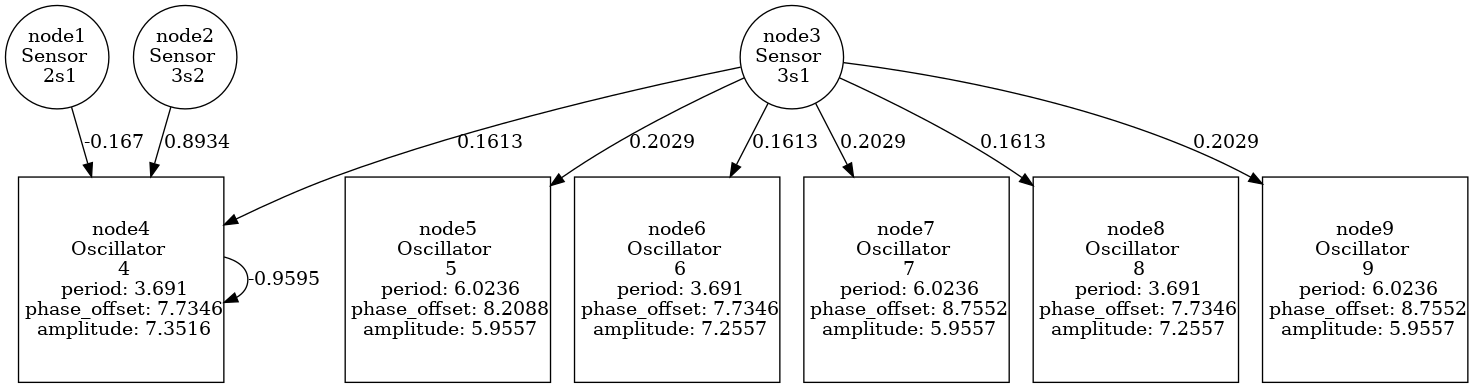 node1
Sensor
2s1
node2
Sensor
3s2
node3
Sensor
3s1
-0.167
0.8934
0.1613
0.2029
0.1613
0.2029
0.1613
0.2029
node4
Oscillator
4
period: 3.691
phase_offset: 7.7346
amplitude: 7.3516
-0.9595
node5
Oscillator
5
period: 6.0236
phase_offset: 8.2088
amplitude: 5.9557
node6
Oscillator
6
period: 3.691
phase_offset: 7.7346
amplitude: 7.2557
node7
Oscillator
7
period: 6.0236
phase_offset: 8.7552
amplitude: 5.9557
node8
Oscillator
8
period: 3.691
phase_offset: 7.7346
amplitude: 7.2557
node9
Oscillator
9
period: 6.0236
phase_offset: 8.7552
amplitude: 5.9557